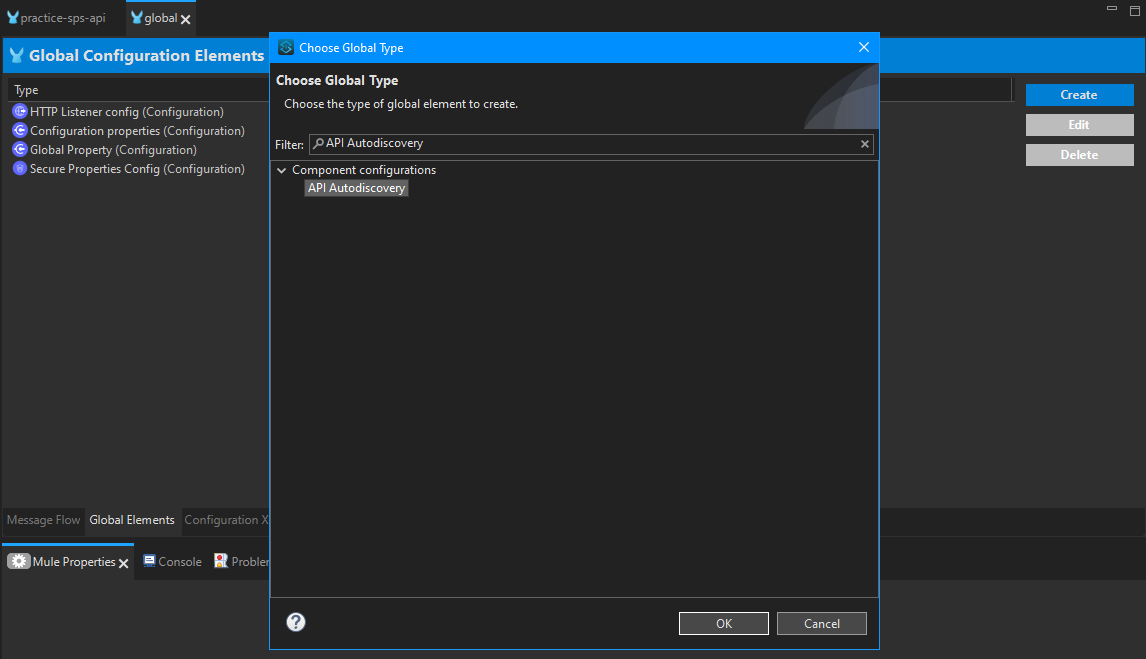 practice-sps-api
global
Global Configuration Elements
Type
HTTP Listener config (Configuration)
Configuration properties (Configuration)
Global Property (Configuration)
Secure Properties Config (Configuration)
Create
Edit
Delete
Choose Global Type
Choose Global Type
Choose the type of global element to create.
Filter: API Autodiscovery
Component configurations
API Autodiscovery
OK
Cancel
Message Flow Global Elements Configuration X
Mule Properties Console Probler